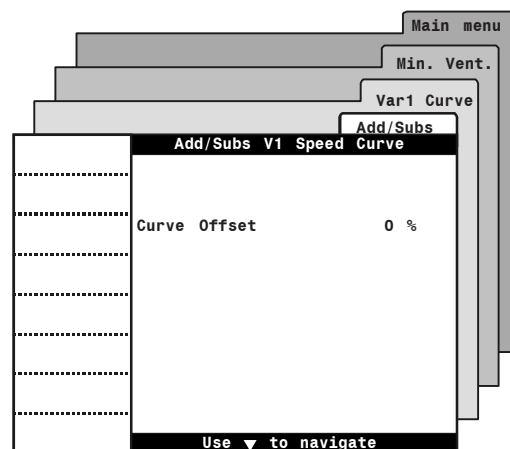 Main menu
Min. Vent.
Var1 Curve
Add/Subs
Add/Subs V1 Speed Curve
Curve Offset 0 %
Use ▼ to navigate